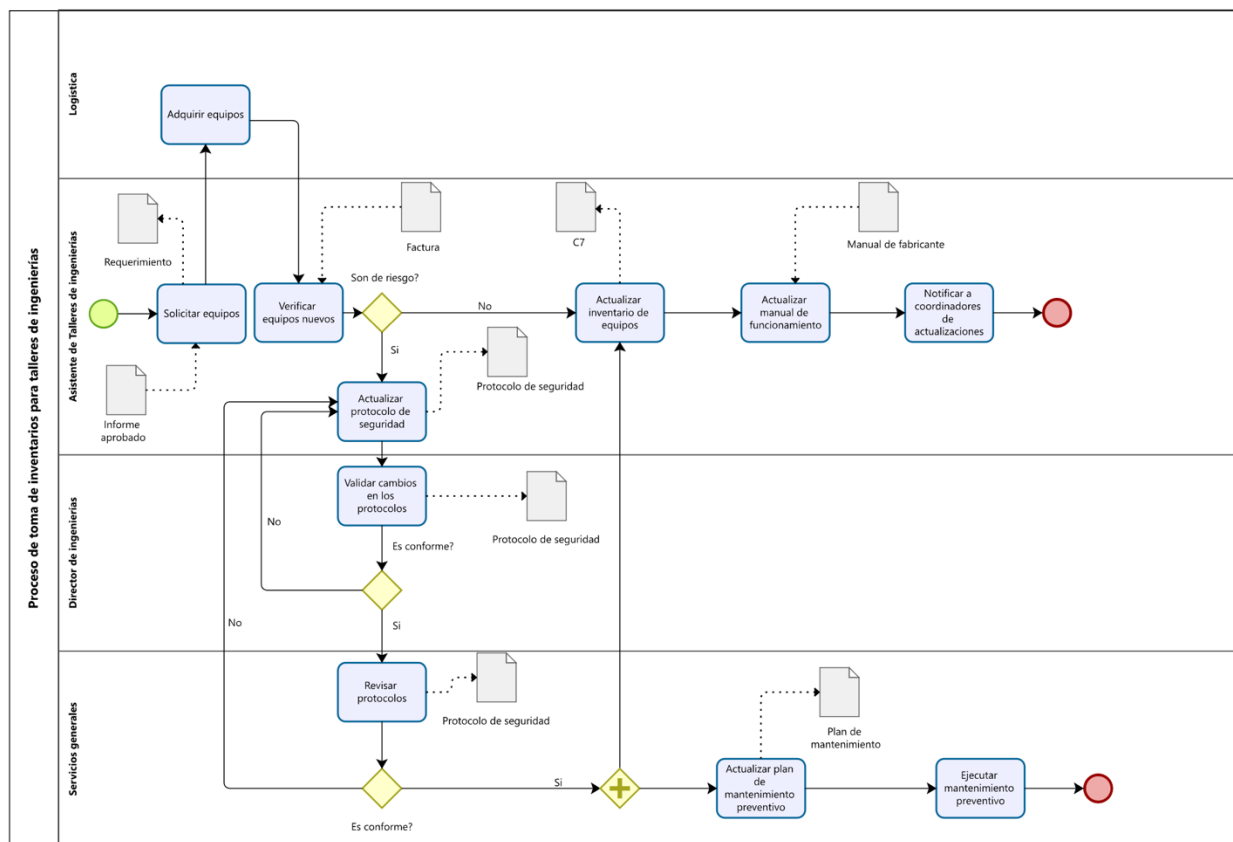 Proceso de toma de inventarios para talleres de ingenierías
Logística
Adquirir equipos
Asistente de Talleres de ingenierías
Requerimiento
Factura
C7
Manual de fabricante
Son de riesgo?
Solicitar equipos
Verificar
equipos nuevos
No
Actualizar
inventario de
equipos
Actualizar
manual de
funcionamiento
Notificar a
coordinadores
de
actualizaciones
Si
Protocolo de seguridad
Actualizar
protocolo de
seguridad
Informe
aprobado
Director de ingenierías
Validar cambios
en los
protocolos
No
Protocolo de seguridad
Es conforme?
No
Si
Servicios generales
Revisar
protocolos
Protocolo de seguridad
Plan de
mantenimiento
Si
Actualizar plan
de
mantenimiento
preventivo
Ejecutar
mantenimiento
preventivo
Es conforme?